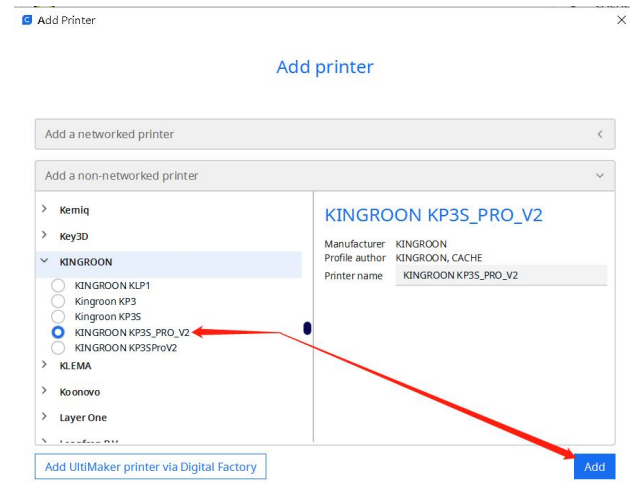 Add Printer
Add printer
Add a networked printer
Add a non-networked printer
Kemiq
Key3D
KINGROON
KINGROON KLP1
Kingroon KP3
Kingroon KP3S
KINGROON KP3S_PRO_V2
KINGROON KP3SProV2
KLEMA
Koonovo
Layer One
KINGROON KP3S_PRO_V2
Manufacturer KINGROON
Profile author KINGROON, CACHE
Printer name KINGROON KP3S_PRO_V2
Add UltiMaker printer via Digital Factory
Add